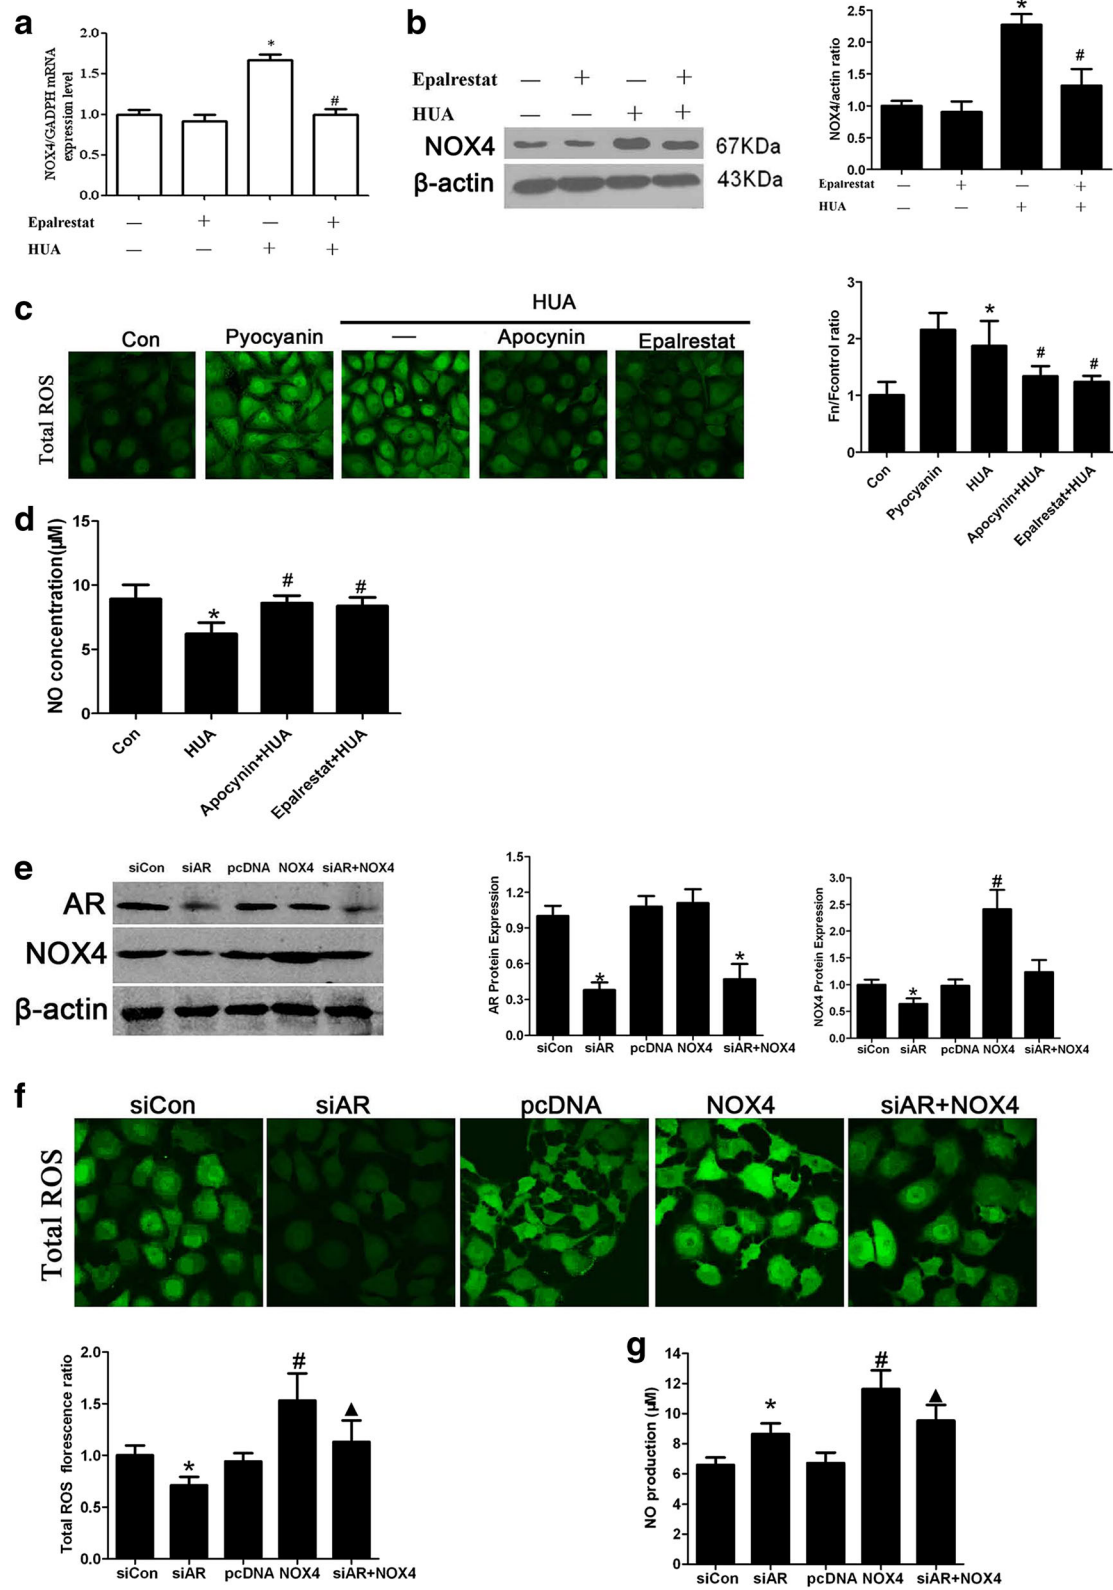 a
NOX4/GADPH mRNA
expression level
2.0
1.5
1.0
0.5
0.0
*
#
Epalrestat — + — +
HUA — — + +
b
Epalrestat — + — +
HUA — — + +
NOX4 67KDa
β-actin 43KDa
NOX4/actin ratio
2.5
2.0
1.5
1.0
0.5
0.0
*
#
Epalrestat — + — +
HUA — — + +
c
HUA
Con Pyocyanin — Apocynin Epalrestat
Total ROS
Fn/Fcontrol ratio
3
2
1
0
*
#
#
Con Pyocyanin HUA Apocynin+HUA Epalrestat+HUA
d
NO concentration(µM)
15
10
5
0
*
#
#
Con HUA Apocynin+HUA Epalrestat+HUA
e
siCon siAR pcDNA NOX4 siAR+NOX4
AR
NOX4
β-actin
AR Protein Expression
1.5
1.2
0.9
0.6
0.3
0.0
*
*
siCon siAR pcDNA NOX4 siAR+NOX4
NOX4 Protein Expression
3.0
2.5
2.0
1.5
1.0
0.5
0.0
*
#
siCon siAR pcDNA NOX4 siAR+NOX4
f
siCon siAR pcDNA NOX4 siAR+NOX4
Total ROS
Total ROS florescence ratio
2.0
1.5
1.0
0.5
0.0
*
#
▲
siCon siAR pcDNA NOX4 siAR+NOX4
g
NO production (µM)
14
12
10
8
6
4
2
0
*
#
▲
siCon siAR pcDNA NOX4 siAR+NOX4